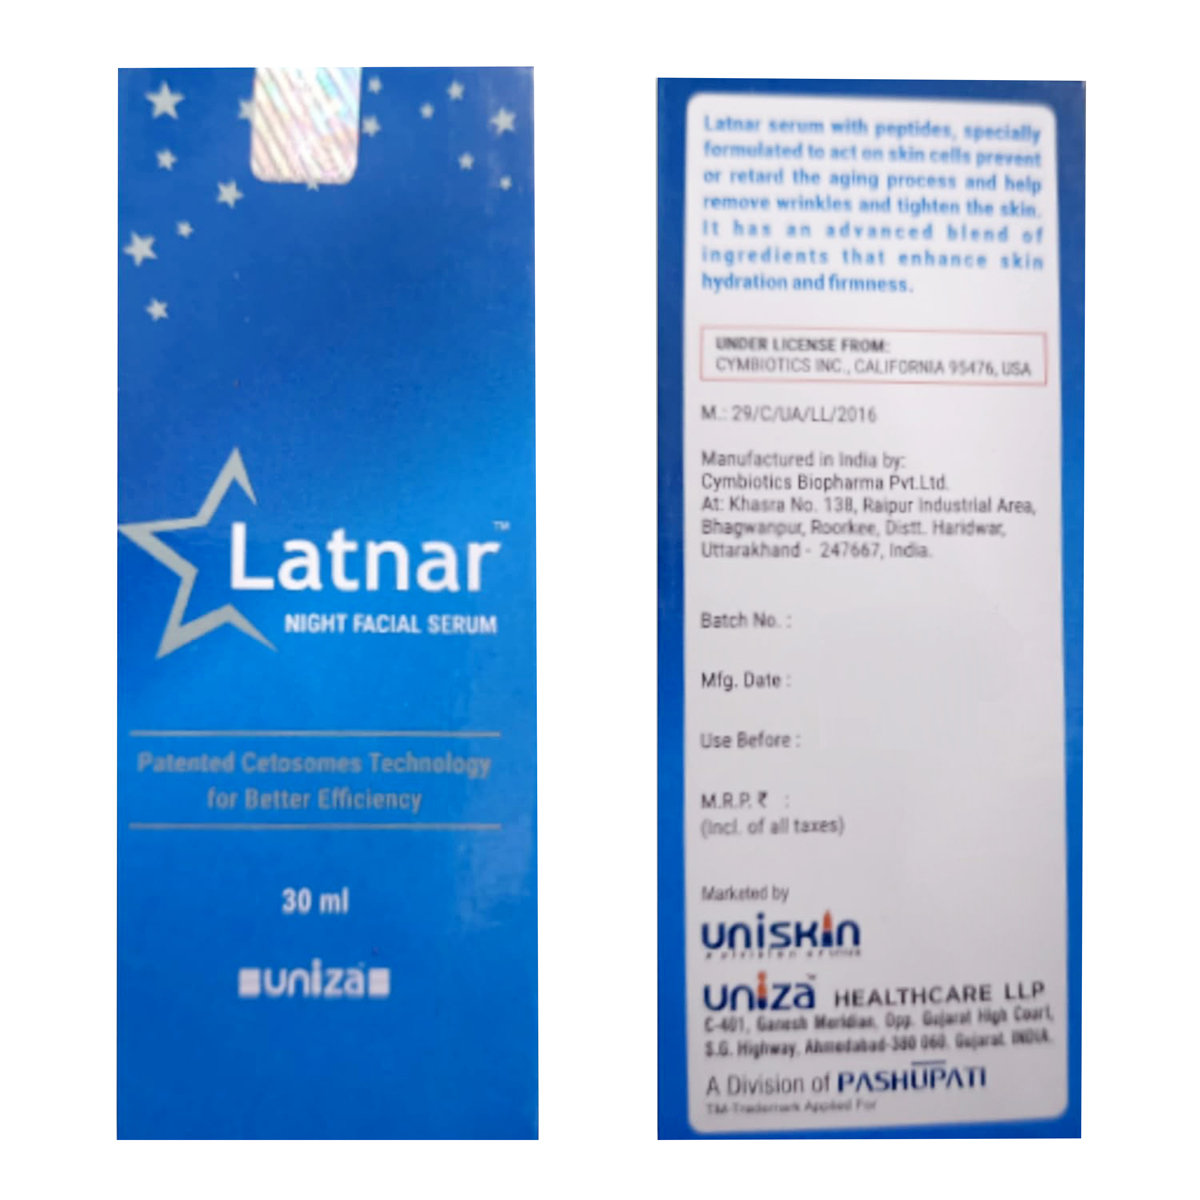 Latnar™
NIGHT FACIAL SERUM
Patented Cetosomes Technology
for Better Efficiency
30 ml
uniza
Latnar serum with peptides, specially
formulated to act on skin cells prevent
or retard the aging process and help
remove wrinkles and tighten the skin.
It has an advanced blend of
ingredients that enhance skin
hydration and firmness.
UNDER LICENSE FROM:
CYMBIOTICS INC., CALIFORNIA 95476, USA
M.: 29/C/UA/LL/2016
Manufactured in India by:
Cymbiotics Biopharma Pvt.Ltd.
At: Khasra No. 138, Raipur Industrial Area,
Bhagwanpur, Roorkee, Distt. Haridwar,
Uttarakhand - 247667, India.
Batch No. :
Mfg. Date :
Use Before :
M.R.P. ₹ :
(Incl. of all taxes)
Marketed by
uniskin
a division of uniza
uniza™ HEALTHCARE LLP
C-401, Ganesh Meridian, Opp. Gujarat High Court,
S.G. Highway, Ahmedabad-380 060. Gujarat. INDIA.
A Division of PASHUPATI
TM-Trademark Applied For